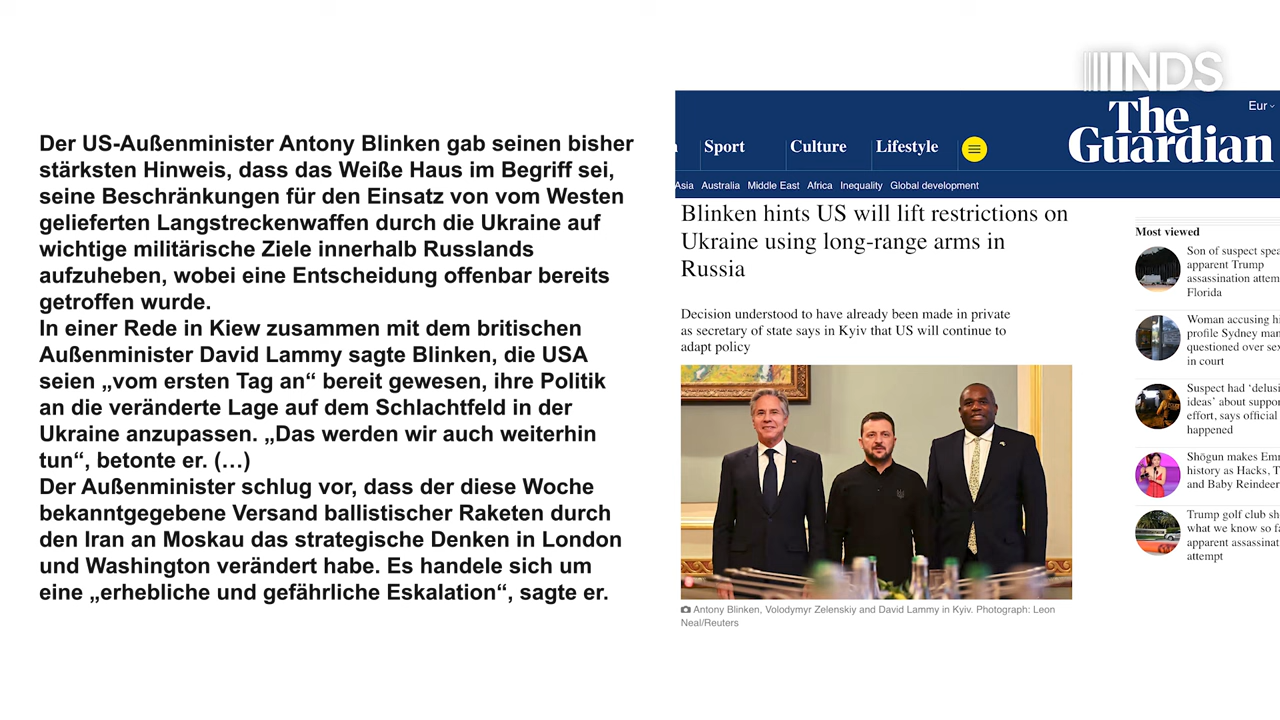 NDS
Der US-Außenminister Antony Blinken gab seinen bisher
stärksten Hinweis, dass das Weiße Haus im Begriff sei,
seine Beschränkungen für den Einsatz von vom Westen
gelieferten Langstreckenwaffen durch die Ukraine auf
wichtige militärische Ziele innerhalb Russlands
aufzuheben, wobei eine Entscheidung offenbar bereits
getroffen wurde.
In einer Rede in Kiew zusammen mit dem britischen
Außenminister David Lammy sagte Blinken, die USA
seien „vom ersten Tag an“ bereit gewesen, ihre Politik
an die veränderte Lage auf dem Schlachtfeld in der
Ukraine anzupassen. „Das werden wir auch weiterhin
tun“, betonte er. (…)
Der Außenminister schlug vor, dass der diese Woche
bekanntgegebene Versand ballistischer Raketen durch
den Iran an Moskau das strategische Denken in London
und Washington verändert habe. Es handele sich um
eine „erhebliche und gefährliche Eskalation“, sagte er.
Eur
The
Guardian
Sport Culture Lifestyle
Asia Australia Middle East Africa Inequality Global development
Blinken hints US will lift restrictions on
Ukraine using long-range arms in
Russia
Decision understood to have already been made in private
as secretary of state says in Kyiv that US will continue to
adapt policy
Antony Blinken, Volodymyr Zelenskiy and David Lammy in Kyiv. Photograph: Leon
Neal/Reuters
Most viewed
Son of suspect
apparent Trump
assassination
Florida
Woman accusing
profile Sydney
questioned over
in court
Suspect had
ideas’ about
effort, says official
happened
Shōgun makes
history as Hacks,
and Baby Reindeer
Trump golf club
what we know so
apparent
attempt